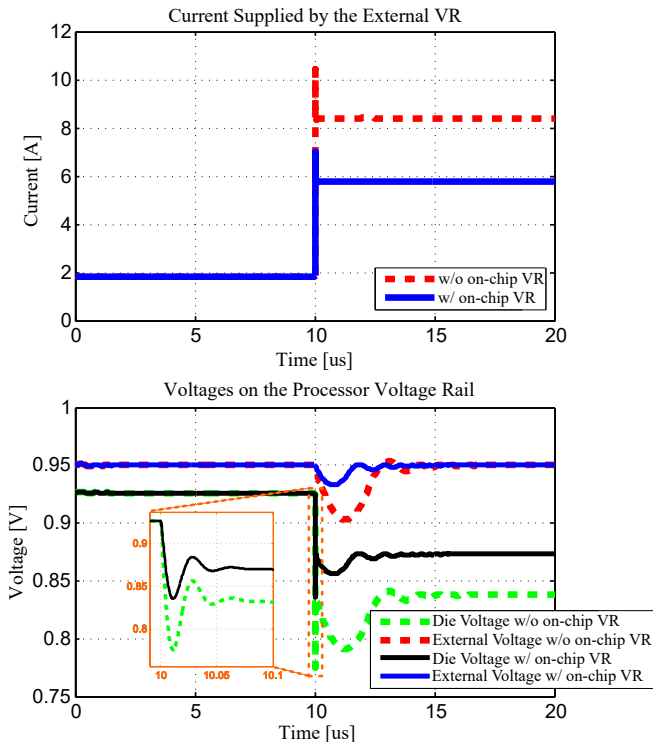 Current Supplied by the External VR
12
10
8
6
4
2
0
Current [A]
w/o on-chip VR
w/ on-chip VR
0 5 10 15 20
Time [us]
Voltages on the Processor Voltage Rail
1
0.95
0.9
0.85
0.8
0.75
Voltage [V]
0.9
0.85
0.8
10 10.05 10.1
Die Voltage w/o on-chip VR
External Voltage w/o on-chip VR
Die Voltage w/ on-chip VR
External Voltage w/ on-chip VR
0 5 10 15 20
Time [us]